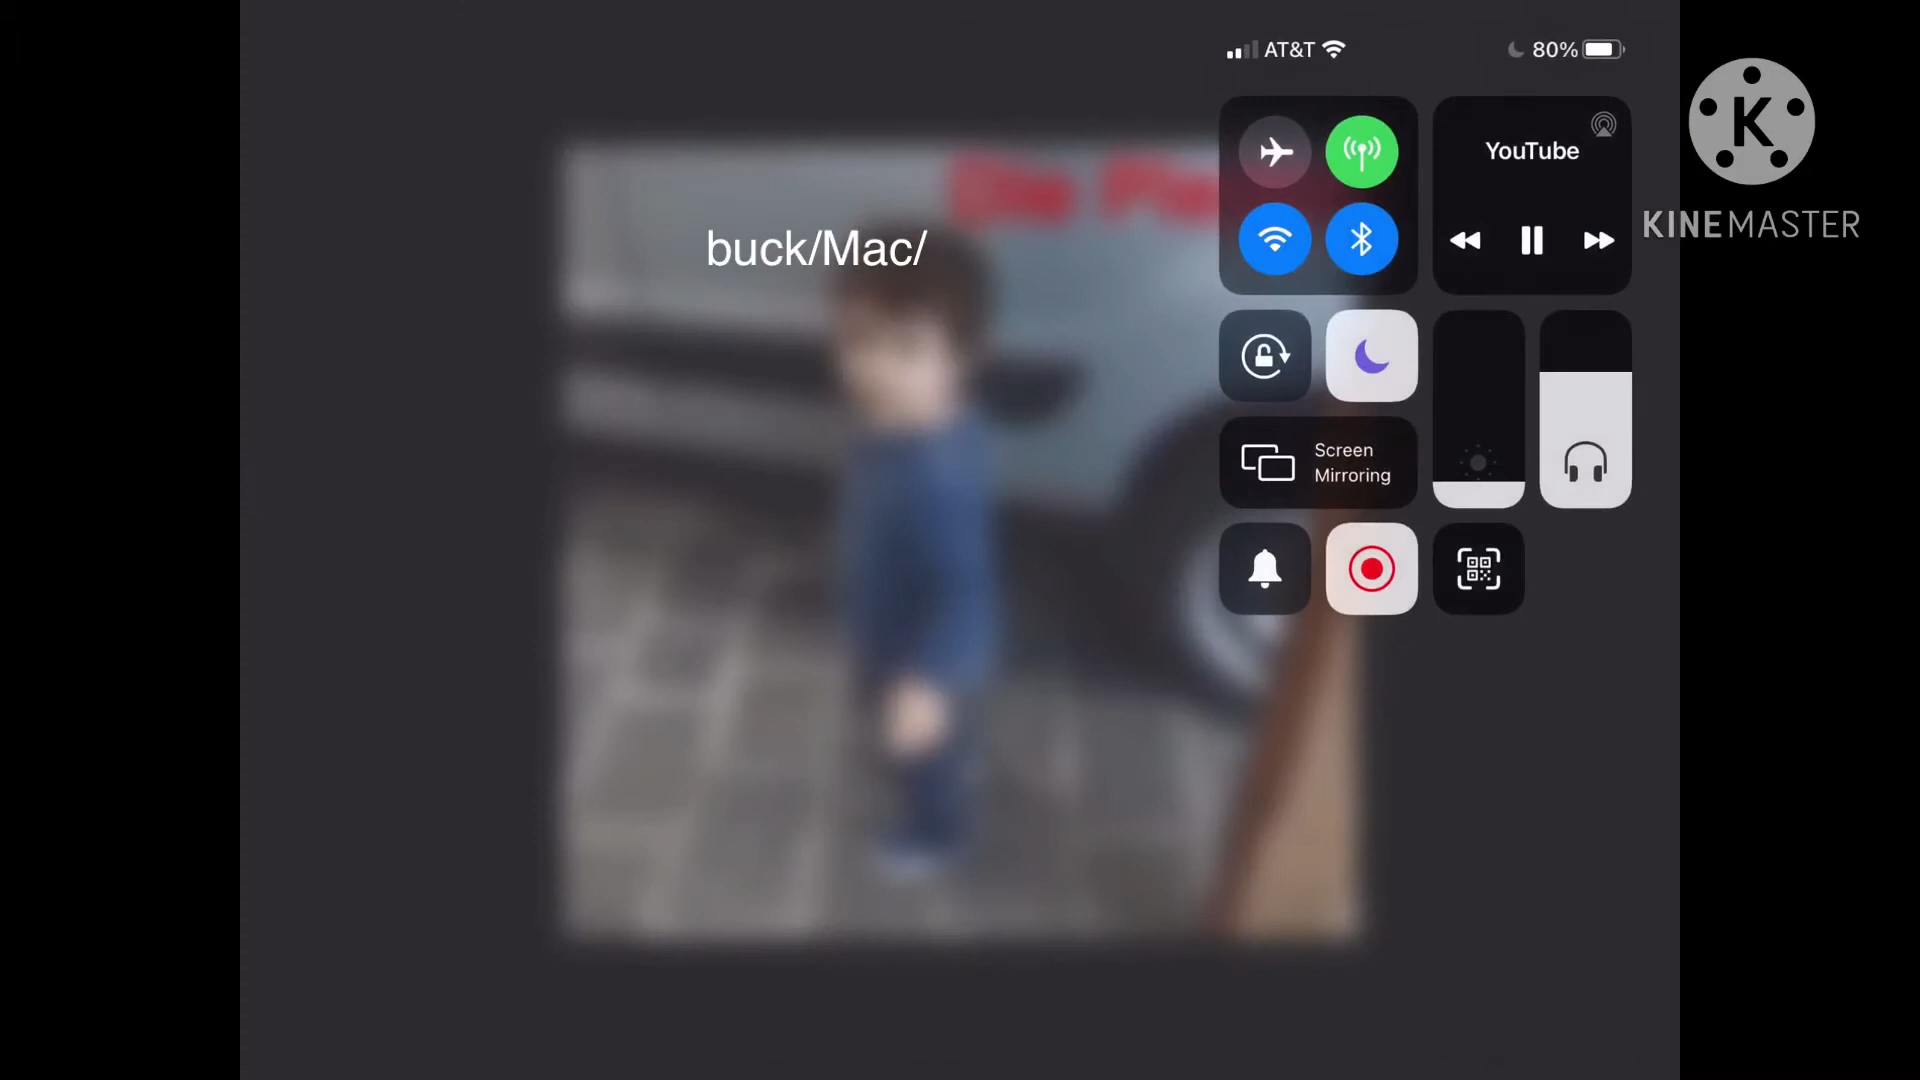 AT&T
80%
YouTube
K
KINEMASTER
buck/Mac/
Screen
Mirroring